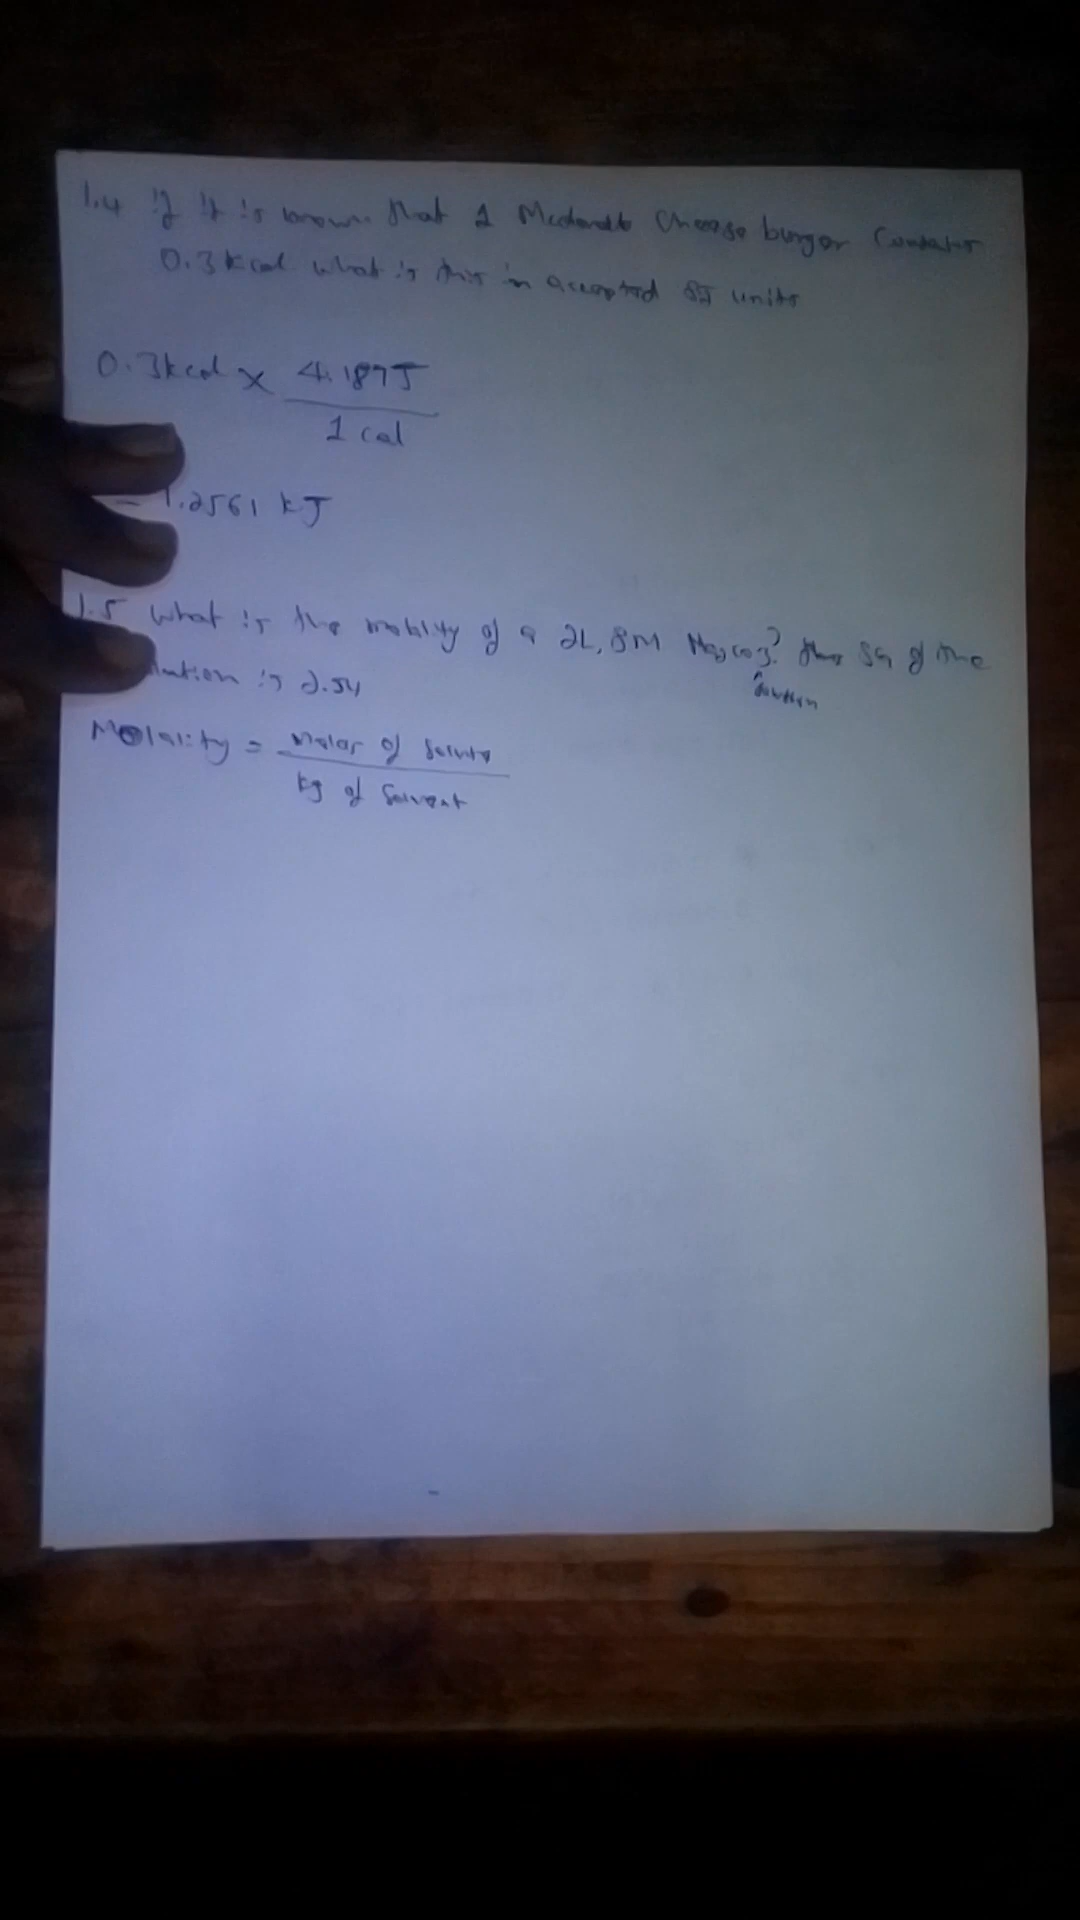 1.4 if it is known that 1 Mcdonalds Cheese burger Contains
0.3kcal what is this in accepted SI units
0.3kcal x 4.187J
1 cal
= 1.2561 kJ
1.5 what is the molality of a 2L, 8M Na2CO3? the SG of the
solution
is 2.54
Molality = moles of solute
kg of solvent